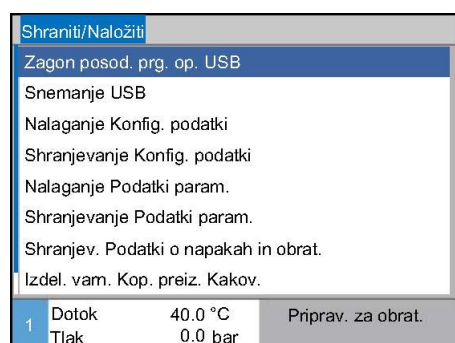 Shraniti/Naložiti
Zagon posod. prg. op. USB
Snemanje USB
Nalaganje Konfig. podatki
Shranjevanje Konfig. podatki
Nalaganje Podatki param.
Shranjevanje Podatki param.
Shranjev. Podatki o napakah in obrat.
Izdel. varn. Kop. preiz. Kakov.
1 Dotok 40.0 °C Priprav. za obrat.
Tlak 0.0 bar